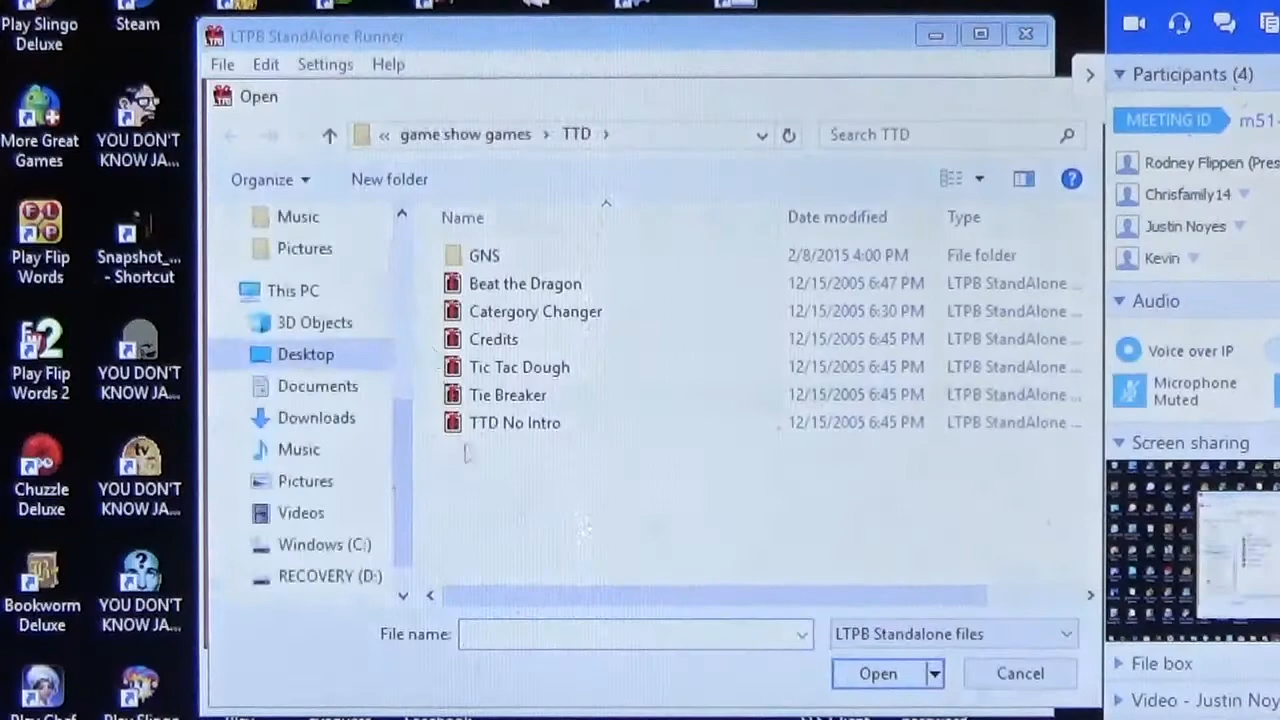 Play Slingo
Deluxe
Steam
More Great
Games
YOU DON'T
KNOW JA...
Play Flip
Words
Snapshot_...
- Shortcut
Play Flip
Words 2
YOU DON'T
KNOW JA...
Chuzzle
Deluxe
YOU DON'T
KNOW JA...
Bookworm
Deluxe
YOU DON'T
KNOW JA...
LTPB StandAlone Runner
File Edit Settings Help
Open
« game show games › TTD ›
Search TTD
Organize New folder
Music
Pictures
This PC
3D Objects
Desktop
Documents
Downloads
Music
Pictures
Videos
Windows (C:)
RECOVERY (D:)
Name Date modified Type
GNS 2/8/2015 4:00 PM File folder
Beat the Dragon 12/15/2005 6:47 PM LTPB StandAlone ...
Catergory Changer 12/15/2005 6:30 PM LTPB StandAlone ...
Credits 12/15/2005 6:45 PM LTPB StandAlone ...
Tic Tac Dough 12/15/2005 6:45 PM LTPB StandAlone ...
Tie Breaker 12/15/2005 6:45 PM LTPB StandAlone ...
TTD No Intro 12/15/2005 6:45 PM LTPB StandAlone ...
File name:
LTPB Standalone files
Open Cancel
Participants (4)
MEETING ID m51
Rodney Flippen (Pres
Chrisfamily14
Justin Noyes
Kevin
Audio
Voice over IP
Microphone
Muted
Screen sharing
File box
Video - Justin Noy